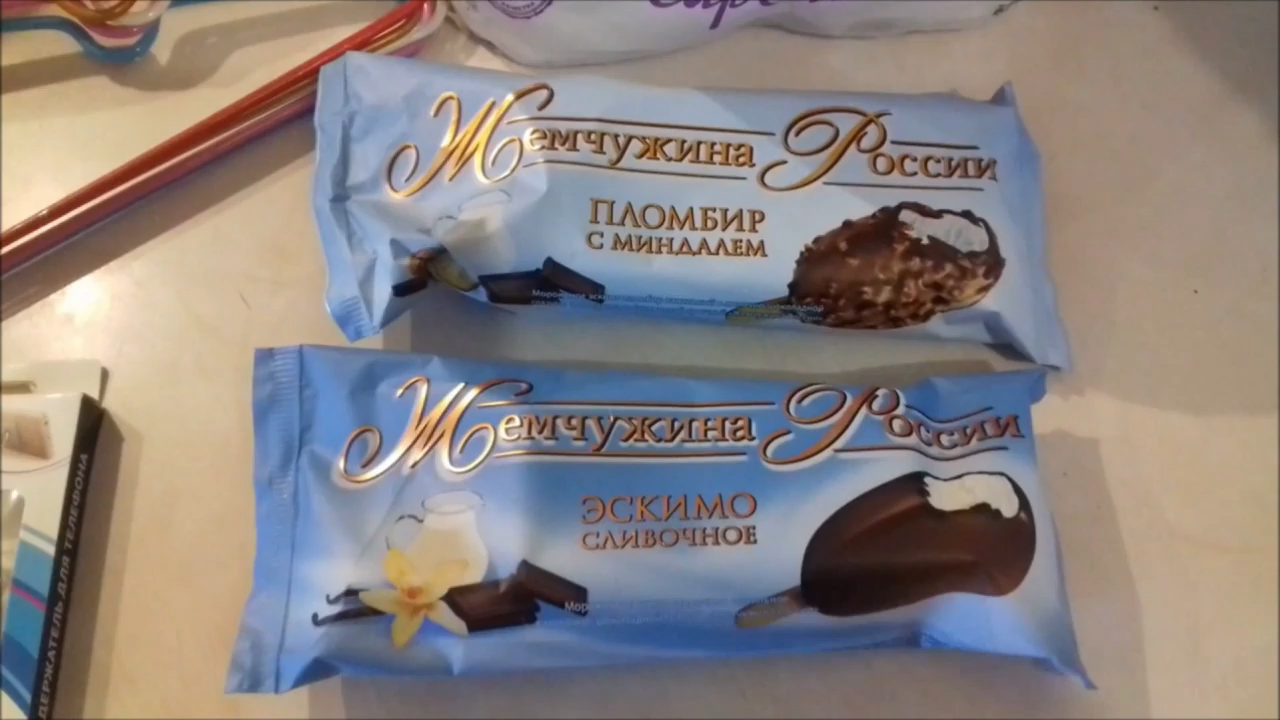 Жемчужина России
ПЛОМБИР
С МИНДАЛЕМ
Жемчужина России
ЭСКИМО
СЛИВОЧНОЕ
ДЕРЖАТЕЛЬ ДЛЯ ТЕЛЕФОНА